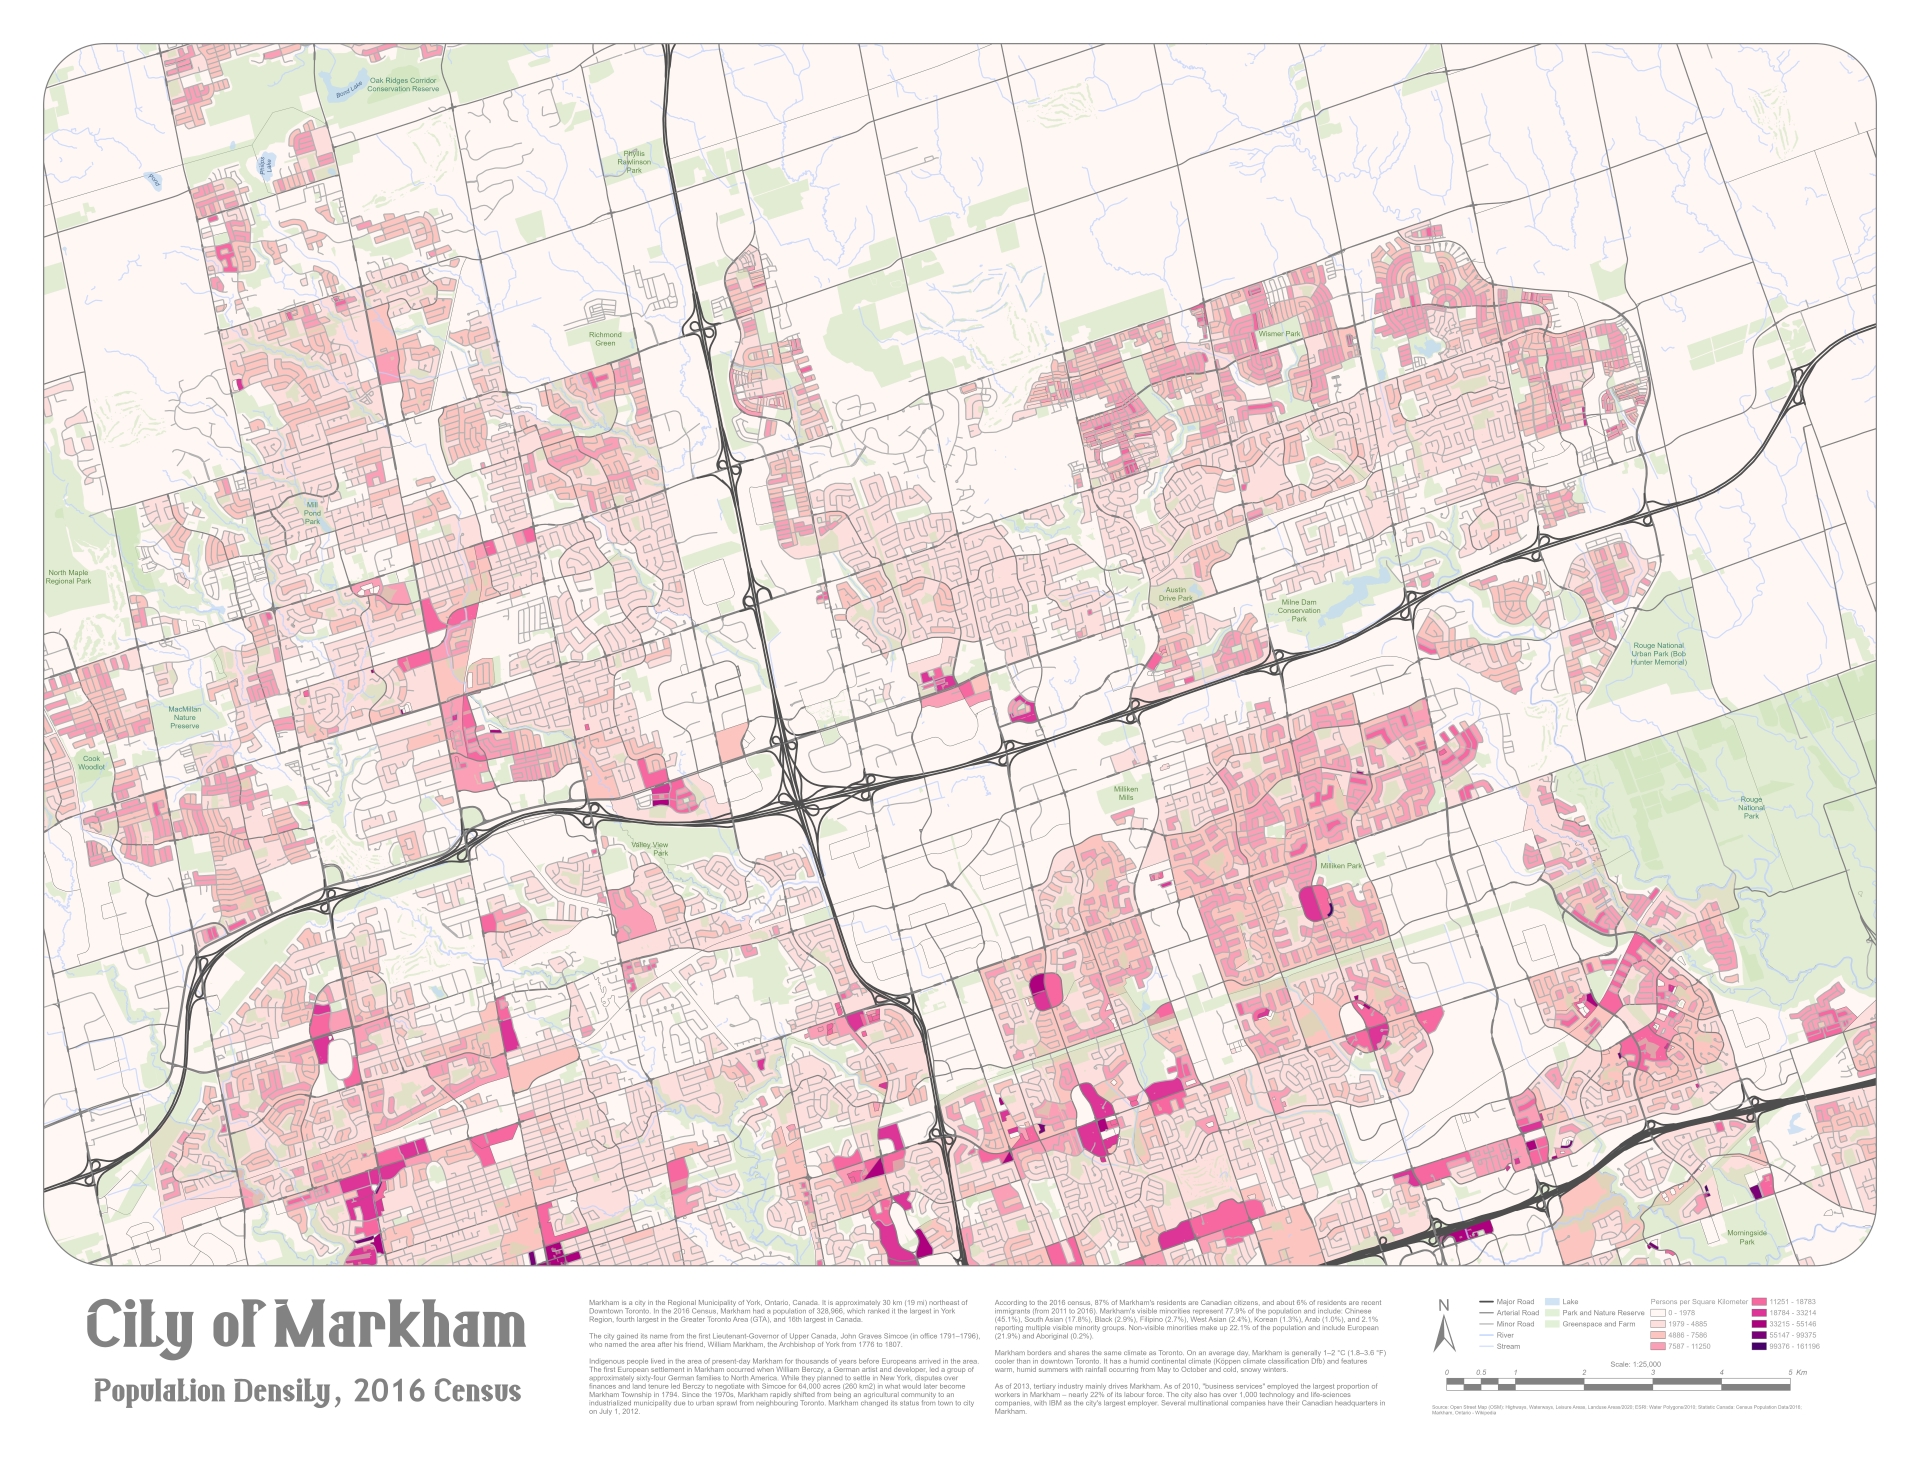 Oak Ridges Corridor
Conservation Reserve
Bond Lake
Phyllis
Rawlinson
Park
Philips
Lake
Pond
Richmond
Green
Wismer Park
Mill
Pond
Park
North Maple
Regional Park
Austin
Drive Park
Milne Dam
Conservation
Park
Rouge National
Urban Park (Bob
Hunter Memorial)
MacMillan
Nature
Preserve
Cook
Woodlot
Milliken
Mills
Rouge
National
Park
Valley View
Park
Milliken Park
Morningside
Park
City of Markham
Population Density, 2016 Census
Markham is a city in the Regional Municipality of York, Ontario, Canada. It is approximately 30 km (19 mi) northeast of
Downtown Toronto. In the 2016 Census, Markham had a population of 328,966, which ranked it the largest in York
Region, fourth largest in the Greater Toronto Area (GTA), and 16th largest in Canada.
The city gained its name from the first Lieutenant-Governor of Upper Canada, John Graves Simcoe (in office 1791–1796),
who named the area after his friend, William Markham, the Archbishop of York from 1776 to 1807.
Indigenous people lived in the area of present-day Markham for thousands of years before Europeans arrived in the area.
The first European settlement in Markham occurred when William Berczy, a German artist and developer, led a group of
approximately sixty-four German families to North America. While they planned to settle in New York, disputes over
finances and land tenure led Berczy to negotiate with Simcoe for 64,000 acres (260 km2) in what would later become
Markham Township in 1794. Since the 1970s, Markham rapidly shifted from being an agricultural community to an
industrialized municipality due to urban sprawl from neighbouring Toronto. Markham changed its status from town to city
on July 1, 2012.
According to the 2016 census, 87% of Markham's residents are Canadian citizens, and about 6% of residents are recent
immigrants (from 2011 to 2016). Markham's visible minorities represent 77.9% of the population and include: Chinese
(45.1%), South Asian (17.8%), Black (2.9%), Filipino (2.7%), West Asian (2.4%), Korean (1.3%), Arab (1.0%), and 2.1%
reporting multiple visible minority groups. Non-visible minorities make up 22.1% of the population and include European
(21.9%) and Aboriginal (0.2%).
Markham borders and shares the same climate as Toronto. On an average day, Markham is generally 1–2 °C (1.8–3.6 °F)
cooler than in downtown Toronto. It has a humid continental climate (Köppen climate classification Dfb) and features
warm, humid summers with rainfall occurring from May to October and cold, snowy winters.
As of 2013, tertiary industry mainly drives Markham. As of 2010, "business services" employed the largest proportion of
workers in Markham – nearly 22% of its labour force. The city also has over 1,000 technology and life-sciences
companies, with IBM as the city's largest employer. Several multinational companies have their Canadian headquarters in
Markham.
N
Major Road
Arterial Road
Minor Road
River
Stream
Lake
Park and Nature Reserve
Greenspace and Farm
Persons per Square Kilometer
0 - 1978
1979 - 4885
4886 - 7586
7587 - 11250
11251 - 18783
18784 - 33214
33215 - 55146
55147 - 99375
99376 - 161196
Scale: 1:25,000
0 0.5 1 2 3 4 5 Km
Source: Open Street Map (OSM): Highways, Waterways, Leisure Areas, Landuse Areas/2020; ESRI: Water Polygons/2019; Statistic Canada: Census Population Data/2016;
Markham, Ontario - Wikipedia